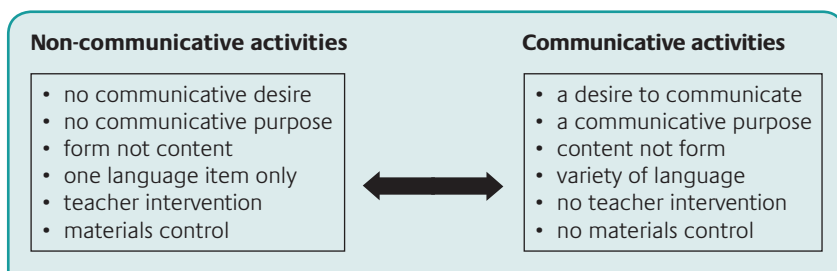 Non-communicative activities
• no communicative desire
• no communicative purpose
• form not content
• one language item only
• teacher intervention
• materials control
Communicative activities
• a desire to communicate
• a communicative purpose
• content not form
• variety of language
• no teacher intervention
• no materials control